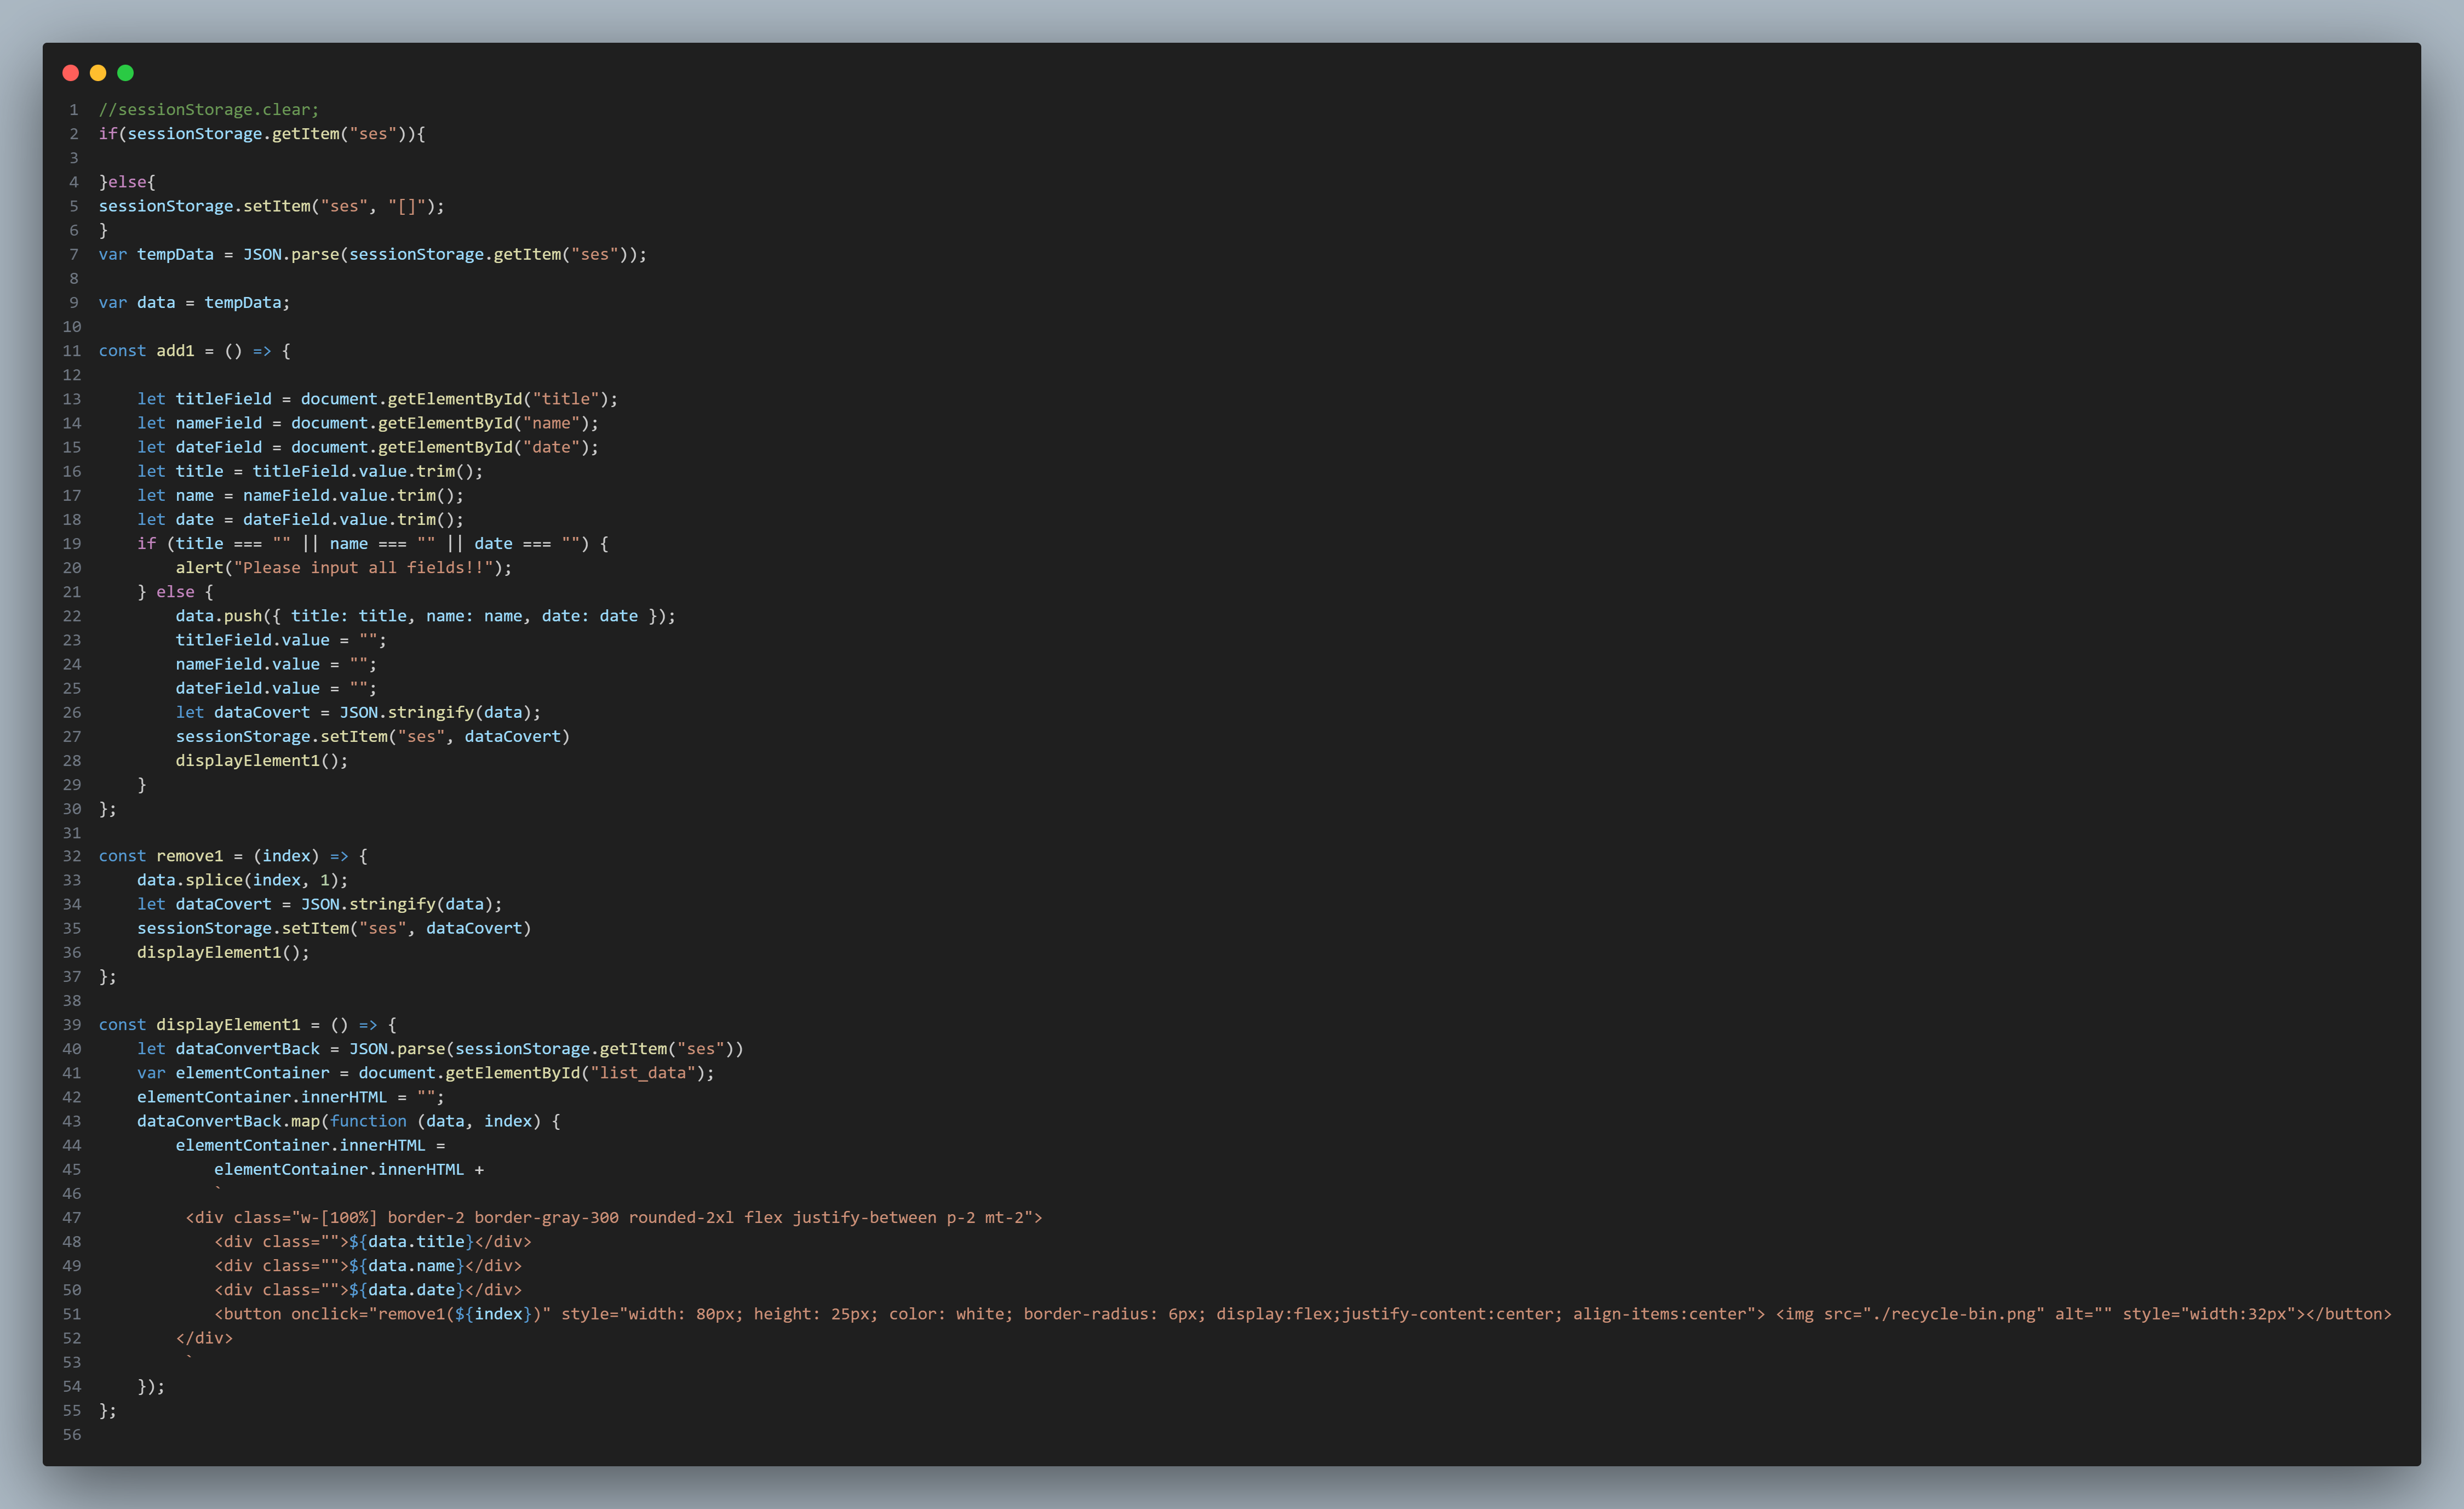 1 //sessionStorage.clear;
2 if(sessionStorage.getItem("ses")){
3
4 }else{
5 sessionStorage.setItem("ses", "[]");
6 }
7 var tempData = JSON.parse(sessionStorage.getItem("ses"));
8
9 var data = tempData;
10
11 const add1 = () => {
12
13     let titleField = document.getElementById("title");
14     let nameField = document.getElementById("name");
15     let dateField = document.getElementById("date");
16     let title = titleField.value.trim();
17     let name = nameField.value.trim();
18     let date = dateField.value.trim();
19     if (title === "" || name === "" || date === "") {
20         alert("Please input all fields!!");
21     } else {
22         data.push({ title: title, name: name, date: date });
23         titleField.value = "";
24         nameField.value = "";
25         dateField.value = "";
26         let dataCovert = JSON.stringify(data);
27         sessionStorage.setItem("ses", dataCovert)
28         displayElement1();
29     }
30 };
31
32 const remove1 = (index) => {
33     data.splice(index, 1);
34     let dataCovert = JSON.stringify(data);
35     sessionStorage.setItem("ses", dataCovert)
36     displayElement1();
37 };
38
39 const displayElement1 = () => {
40     let dataConvertBack = JSON.parse(sessionStorage.getItem("ses"))
41     var elementContainer = document.getElementById("list_data");
42     elementContainer.innerHTML = "";
43     dataConvertBack.map(function (data, index) {
44         elementContainer.innerHTML =
45             elementContainer.innerHTML +
46             `
47          <div class="w-[100%] border-2 border-gray-300 rounded-2xl flex justify-between p-2 mt-2">
48             <div class="">${data.title}</div>
49             <div class="">${data.name}</div>
50             <div class="">${data.date}</div>
51             <button onclick="remove1(${index})" style="width: 80px; height: 25px; color: white; border-radius: 6px; display:flex;justify-content:center; align-items:center"> <img src="./recycle-bin.png" alt="" style="width:32px"></button>
52         </div>
53          `
54     });
55 };
56